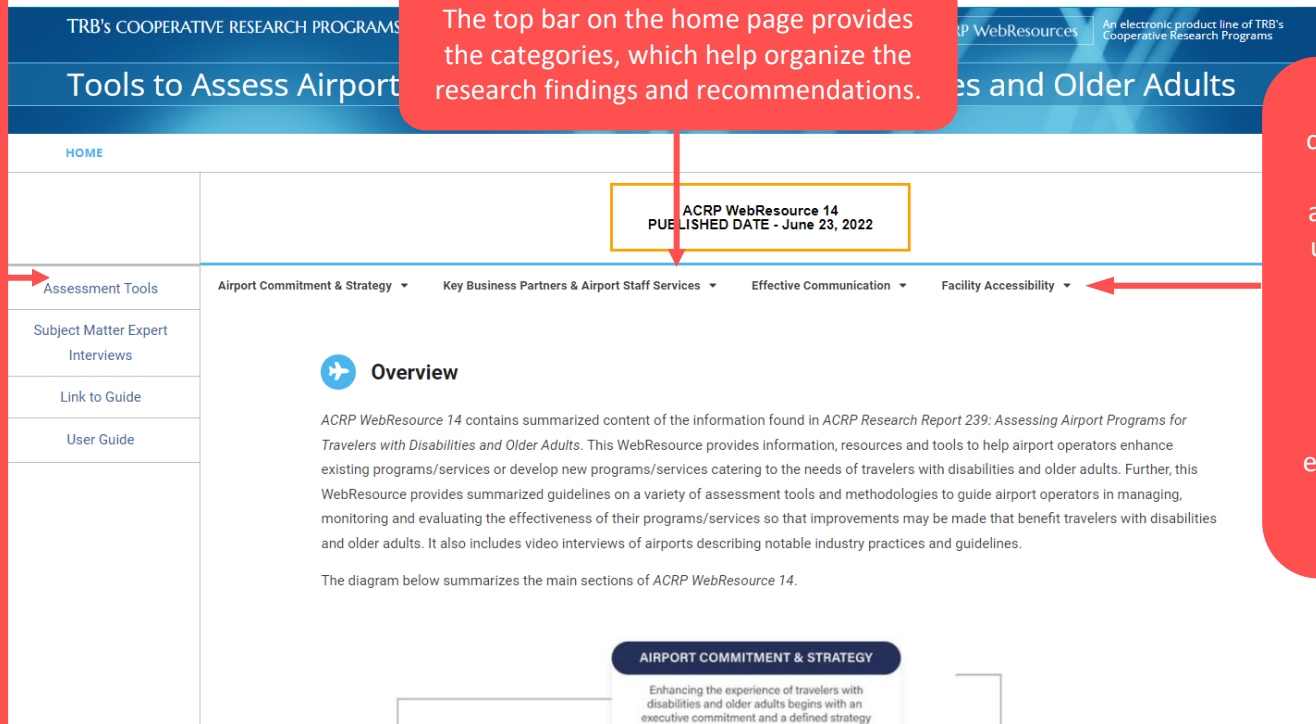 TRB's COOPERATIVE RESEARCH PROGRAMS
The top bar on the home page provides
the categories, which help organize the
research findings and recommendations.
WebResources
An electronic product line of TRB's
Cooperative Research Programs
Tools to Assess Airport
and Older Adults
HOME
ACRP WebResource 14
PUBLISHED DATE - June 23, 2022
Assessment Tools
Subject Matter Expert
Interviews
Link to Guide
User Guide
Airport Commitment & Strategy
Key Business Partners & Airport Staff Services
Effective Communication
Facility Accessibility
Overview
ACRP WebResource 14 contains summarized content of the information found in ACRP Research Report 239: Assessing Airport Programs for
Travelers with Disabilities and Older Adults. This WebResource provides information, resources and tools to help airport operators enhance
existing programs/services or develop new programs/services catering to the needs of travelers with disabilities and older adults. Further, this
WebResource provides summarized guidelines on a variety of assessment tools and methodologies to guide airport operators in managing,
monitoring and evaluating the effectiveness of their programs/services so that improvements may be made that benefit travelers with disabilities
and older adults. It also includes video interviews of airports describing notable industry practices and guidelines.
The diagram below summarizes the main sections of ACRP WebResource 14.
AIRPORT COMMITMENT & STRATEGY
Enhancing the experience of travelers with
disabilities and older adults begins with an
executive commitment and a defined strategy